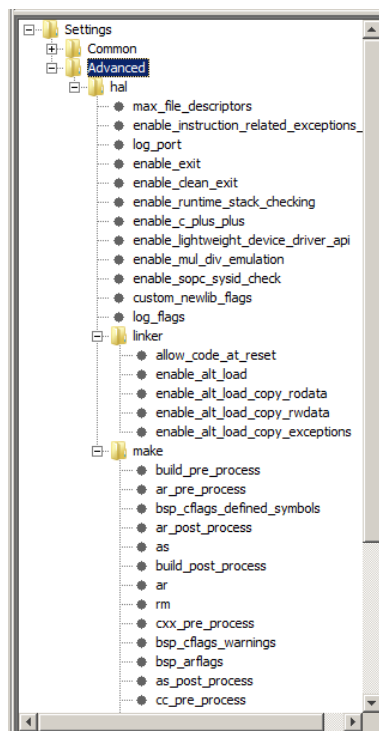 Settings
Common
Advanced
hal
max_file_descriptors
enable_instruction_related_exceptions_
log_port
enable_exit
enable_clean_exit
enable_runtime_stack_checking
enable_c_plus_plus
enable_lightweight_device_driver_api
enable_mul_div_emulation
enable_sopc_sysid_check
custom_newlib_flags
log_flags
linker
allow_code_at_reset
enable_alt_load
enable_alt_load_copy_rodata
enable_alt_load_copy_rwdata
enable_alt_load_copy_exceptions
make
build_pre_process
ar_pre_process
bsp_cflags_defined_symbols
ar_post_process
as
build_post_process
ar
rm
cxx_pre_process
bsp_cflags_warnings
bsp_arflags
as_post_process
cc_pre_process